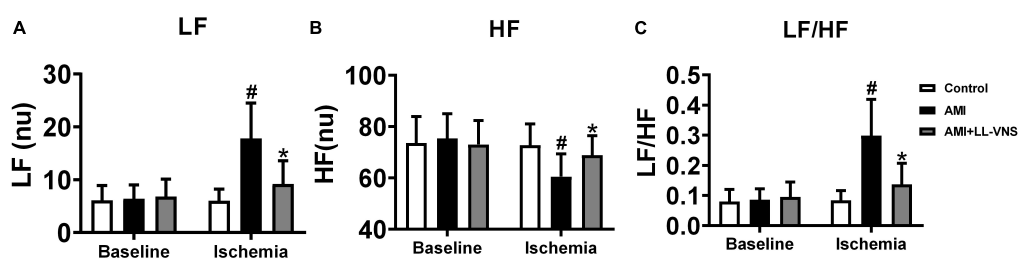 A
LF
LF (nu)
30
20
10
0
#
*
Baseline
Ischemia
B
HF
HF(nu)
100
80
60
40
#
*
Baseline
Ischemia
C
LF/HF
LF/HF
0.5
0.4
0.3
0.2
0.1
0.0
#
*
Baseline
Ischemia
Control
AMI
AMI+LL-VNS